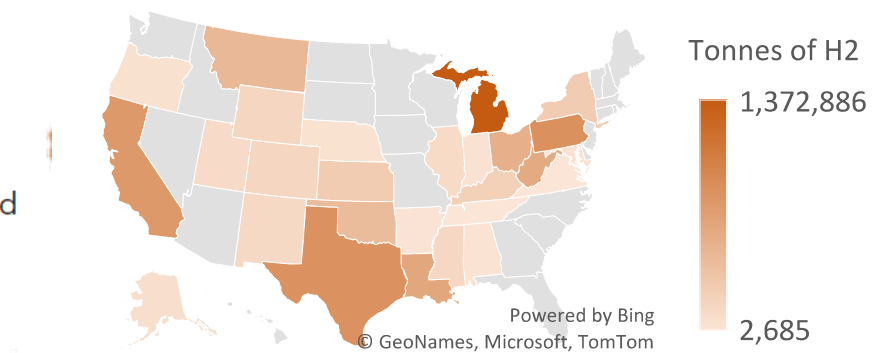 Tonnes of H2
1,372,886
d
Powered by Bing
2,685
© GeoNames, Microsoft, TomTom